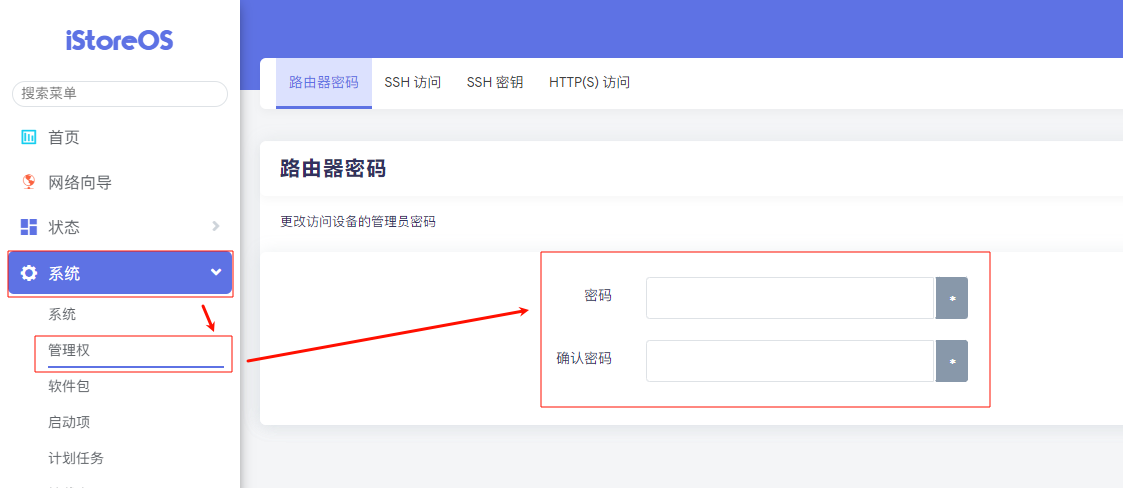 iStoreOS
搜索菜单
首页
网络向导
状态
系统
系统
管理权
软件包
启动项
计划任务
路由器密码 SSH 访问 SSH 密钥 HTTP(S) 访问
路由器密码
更改访问设备的管理员密码
密码 *
确认密码 *